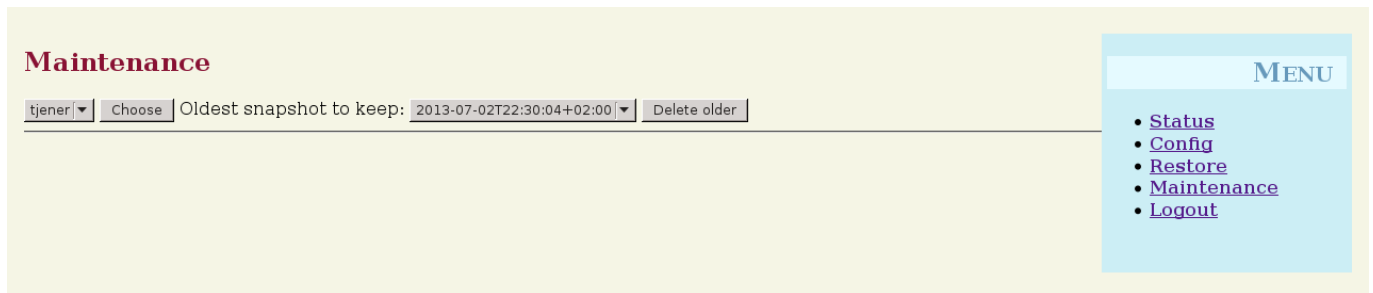 Maintenance
tjener Choose Oldest snapshot to keep: 2013-07-02T22:30:04+02:00 Delete older
MENU
Status
Config
Restore
Maintenance
Logout